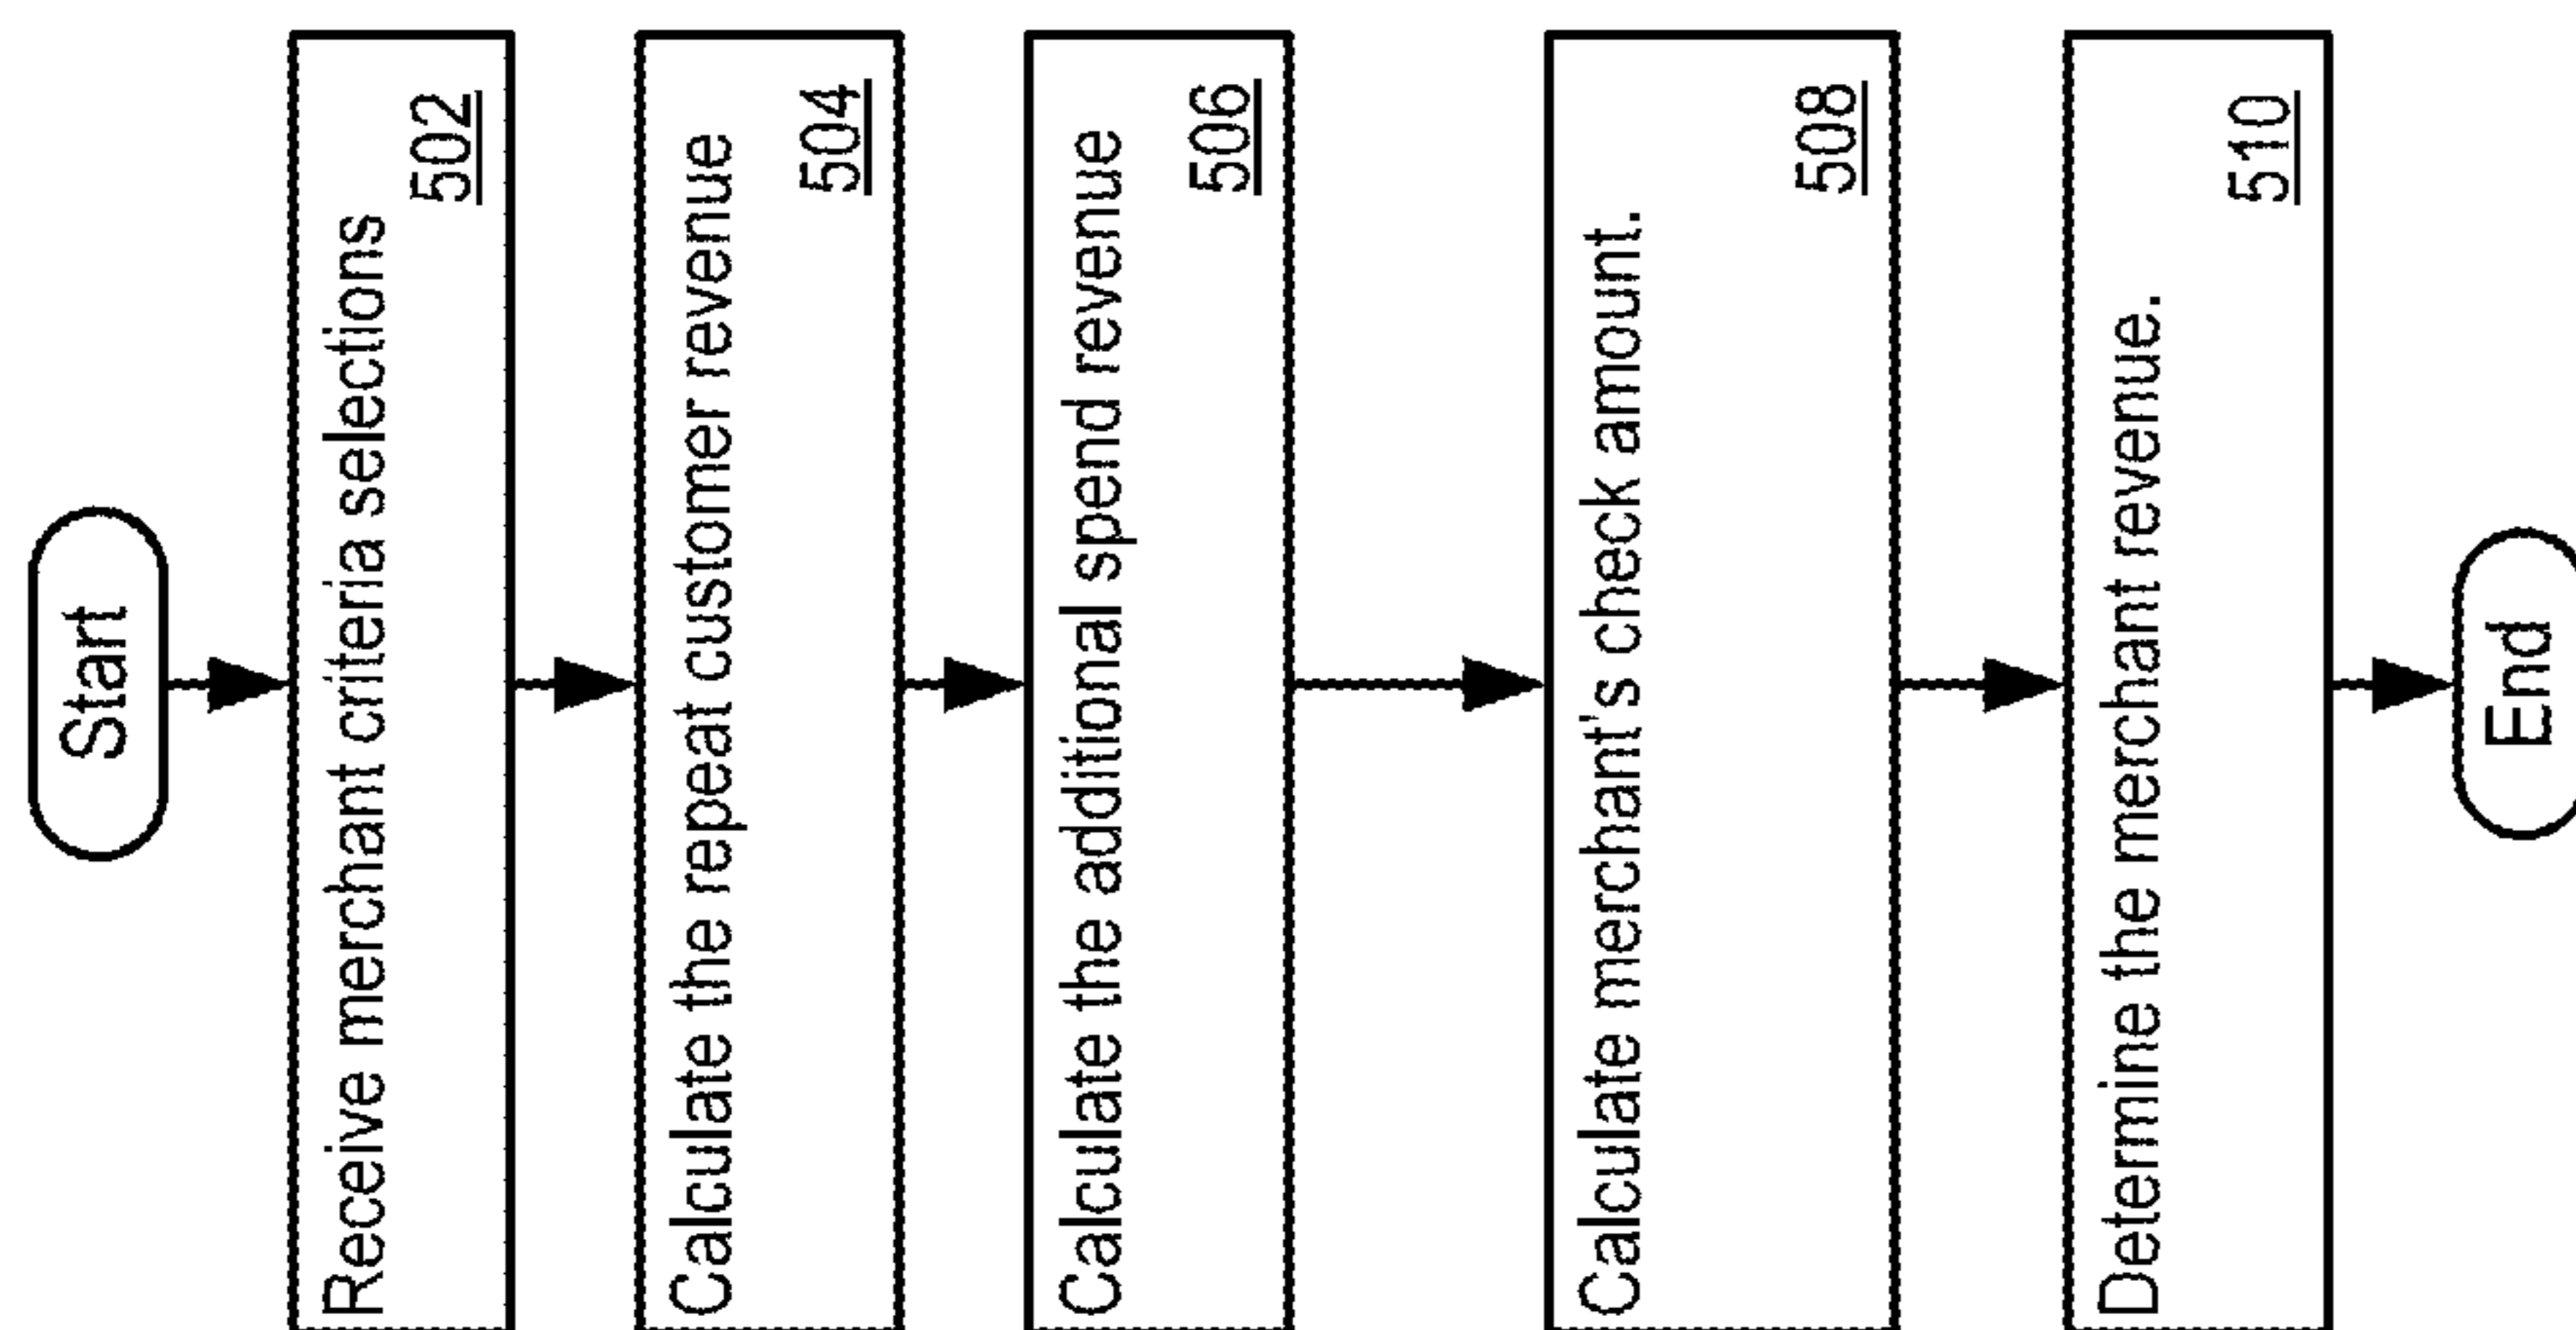 Start
Receive merchant criteria selections
502
Calculate the repeat customer revenue
504
Calculate the additional spend revenue
506
Calculate merchant's check amount.
508
Determine the merchant revenue.
510
End